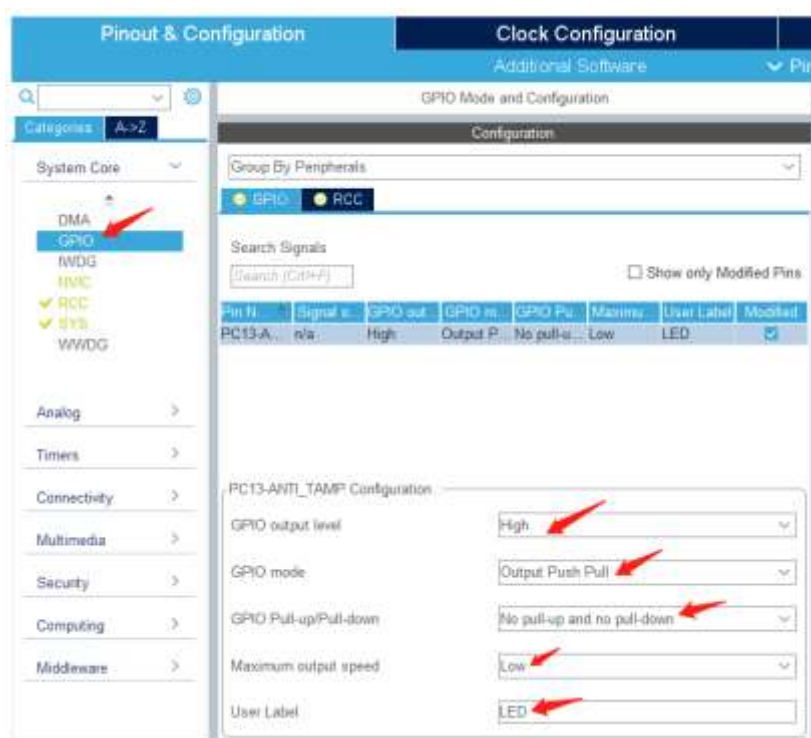 Pinout & Configuration
Clock Configuration
Additional Software
Pin
GPIO Mode and Configuration
Categories
A->Z
Configuration
System Core
Group By Peripherals
GPIO
RCC
DMA
GPIO
IWDG
NVIC
RCC
SYS
WWDG
Search Signals
Search (Ctrl+F)
Show only Modified Pins
Pin N... Signal o... GPIO out... GPIO m... GPIO Pu... Maximu... User Label Modified
PC13-A... n/a High Output P... No pull-u... Low LED
Analog
Timers
Connectivity
Multimedia
Security
Computing
Middleware
PC13-ANTI_TAMP Configuration
GPIO output level
High
GPIO mode
Output Push Pull
GPIO Pull-up/Pull-down
No pull-up and no pull-down
Maximum output speed
Low
User Label
LED